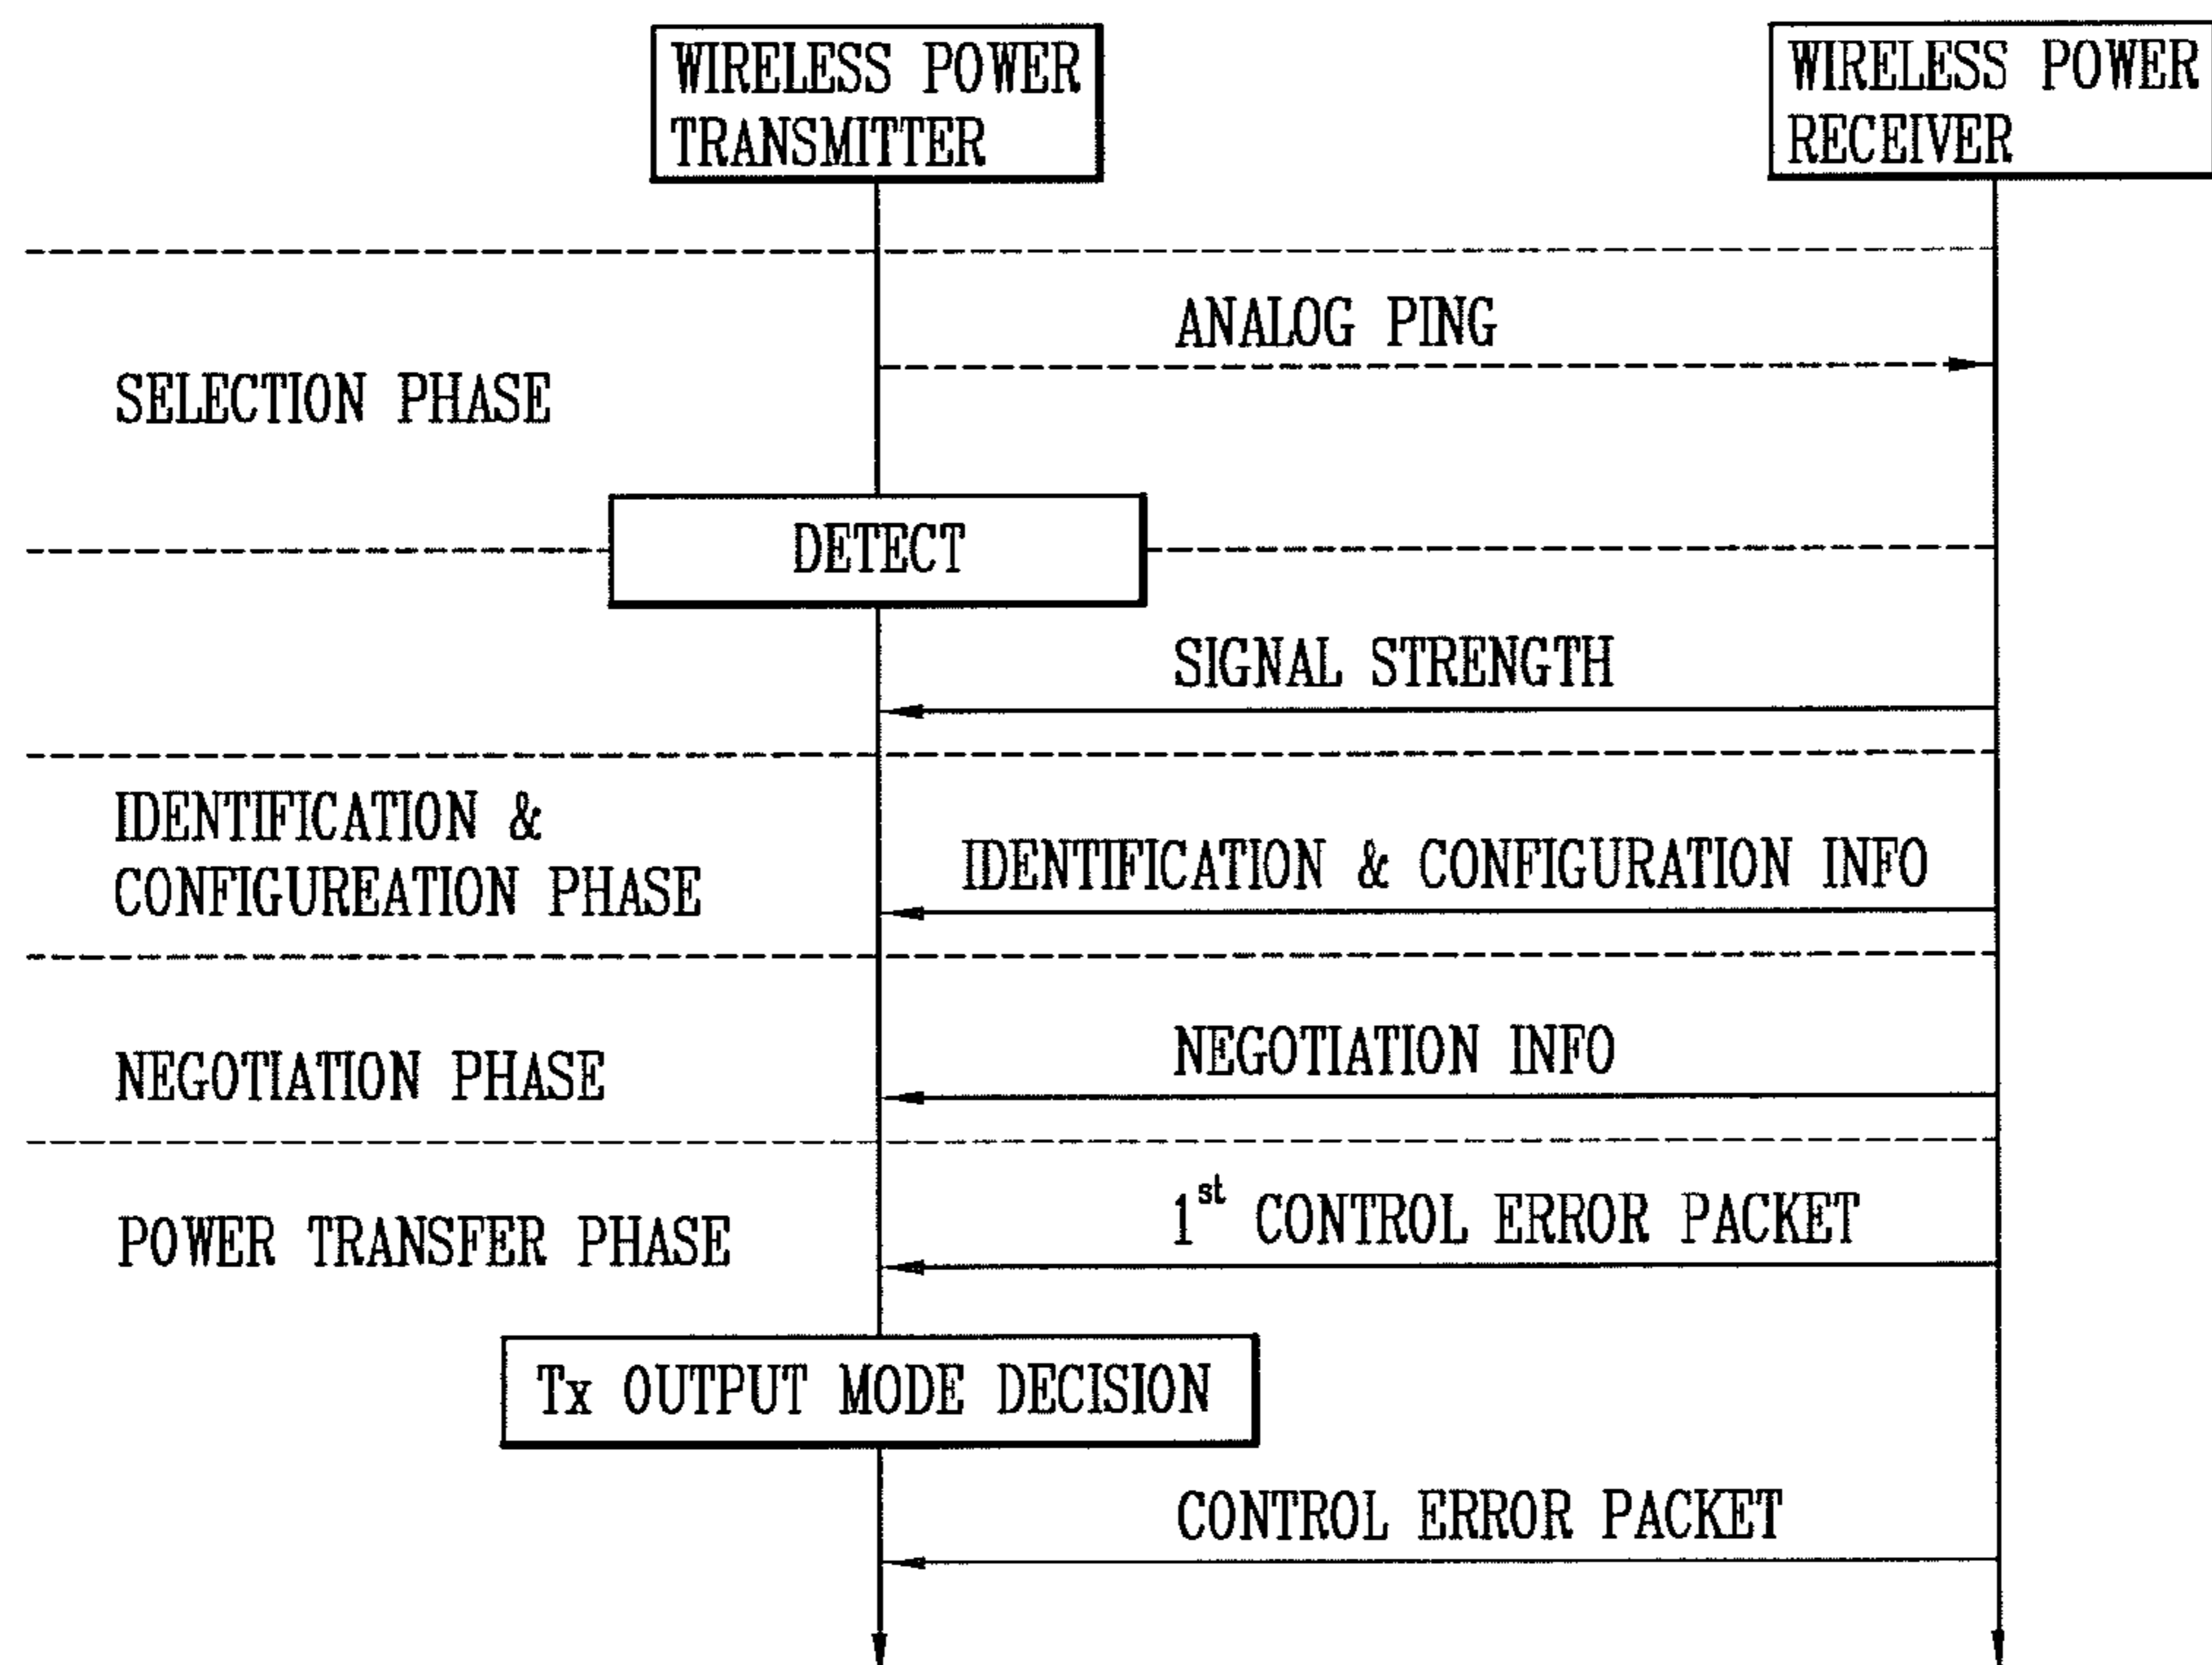 WIRELESS POWER
TRANSMITTER
WIRELESS POWER
RECEIVER
ANALOG PING
SELECTION PHASE
DETECT
SIGNAL STRENGTH
IDENTIFICATION &
CONFIGUREATION PHASE
IDENTIFICATION & CONFIGURATION INFO
NEGOTIATION INFO
NEGOTIATION PHASE
1st CONTROL ERROR PACKET
POWER TRANSFER PHASE
Tx OUTPUT MODE DECISION
CONTROL ERROR PACKET